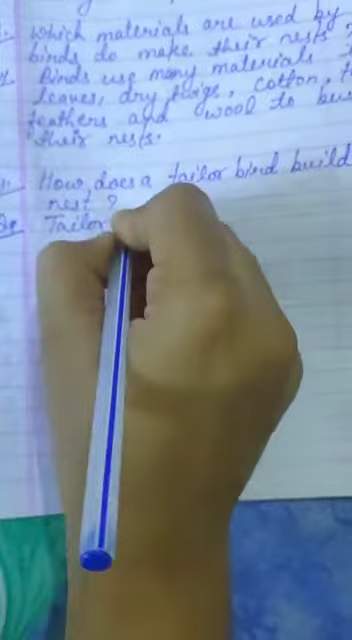 Which materials are used by
birds do make their nests ?
Birds use many materials
leaves, dry twigs, cotton,
feathers and wool to
their nests.
How does a tailor bird build
nest ?
Tailor